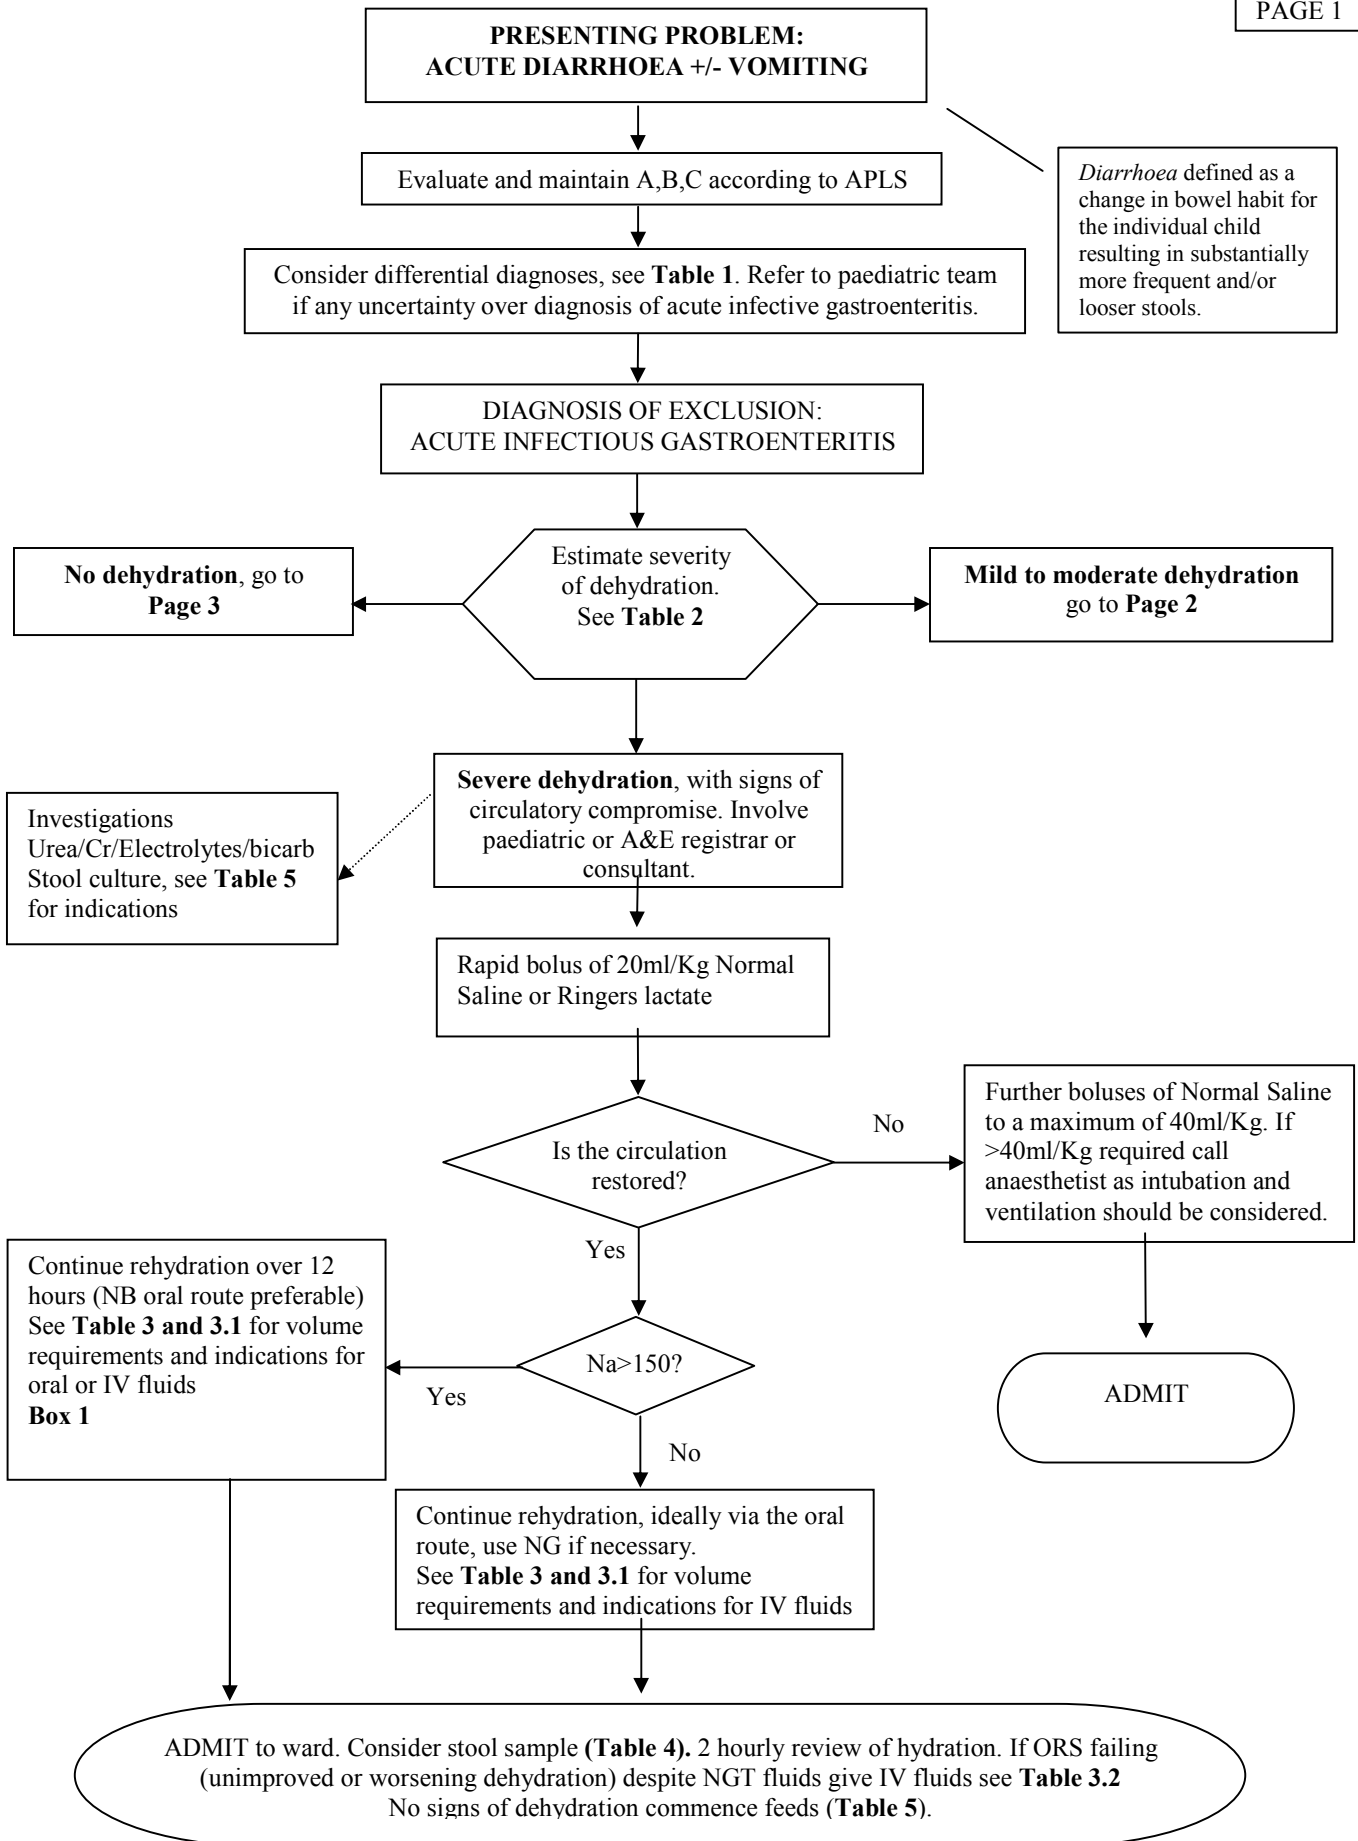 PAGE 1
PRESENTING PROBLEM:
ACUTE DIARRHOEA +/- VOMITING
Evaluate and maintain A,B,C according to APLS
Diarrhoea defined as a
change in bowel habit for
the individual child
resulting in substantially
more frequent and/or
looser stools.
Consider differential diagnoses, see Table 1. Refer to paediatric team
if any uncertainty over diagnosis of acute infective gastroenteritis.
DIAGNOSIS OF EXCLUSION:
ACUTE INFECTIOUS GASTROENTERITIS
Estimate severity
of dehydration.
See Table 2
No dehydration, go to
Page 3
Mild to moderate dehydration
go to Page 2
Severe dehydration, with signs of
circulatory compromise. Involve
paediatric or A&E registrar or
consultant.
Investigations
Urea/Cr/Electrolytes/bicarb
Stool culture, see Table 5
for indications
Rapid bolus of 20ml/Kg Normal
Saline or Ringers lactate
Is the circulation
restored?
No
Further boluses of Normal Saline
to a maximum of 40ml/Kg. If
>40ml/Kg required call
anaesthetist as intubation and
ventilation should be considered.
ADMIT
Yes
Na>150?
Yes
Continue rehydration over 12
hours (NB oral route preferable)
See Table 3 and 3.1 for volume
requirements and indications for
oral or IV fluids
Box 1
No
Continue rehydration, ideally via the oral
route, use NG if necessary.
See Table 3 and 3.1 for volume
requirements and indications for IV fluids
ADMIT to ward. Consider stool sample (Table 4). 2 hourly review of hydration. If ORS failing
(unimproved or worsening dehydration) despite NGT fluids give IV fluids see Table 3.2
No signs of dehydration commence feeds (Table 5).